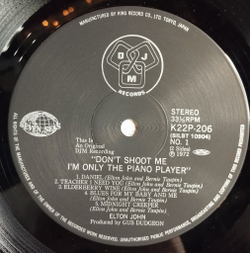 MANUFACTURED BY KING RECORD CO., LTD. TOKYO, JAPAN
DJM
RECORDS
STEREO
33⅓RPM
K22P-206
(SILBT 10904)
NO. 1
(2 Sides)
Ⓟ 1972
This Is
An Original
DJM Recording
"DON'T SHOOT ME
I'M ONLY THE PIANO PLAYER"
1. DANIEL (Elton John and Bernie Taupin)
2. TEACHER I NEED YOU (Elton John and Bernie Taupin)
3. ELDERBERRY WINE (Elton John and Bernie Taupin)
4. BLUES FOR MY BABY AND ME
(Elton John and Bernie Taupin)
5. MIDNIGHT CREEPER
(Elton John and Bernie Taupin)
ELTON JOHN
Produced by GUS DUDGEON